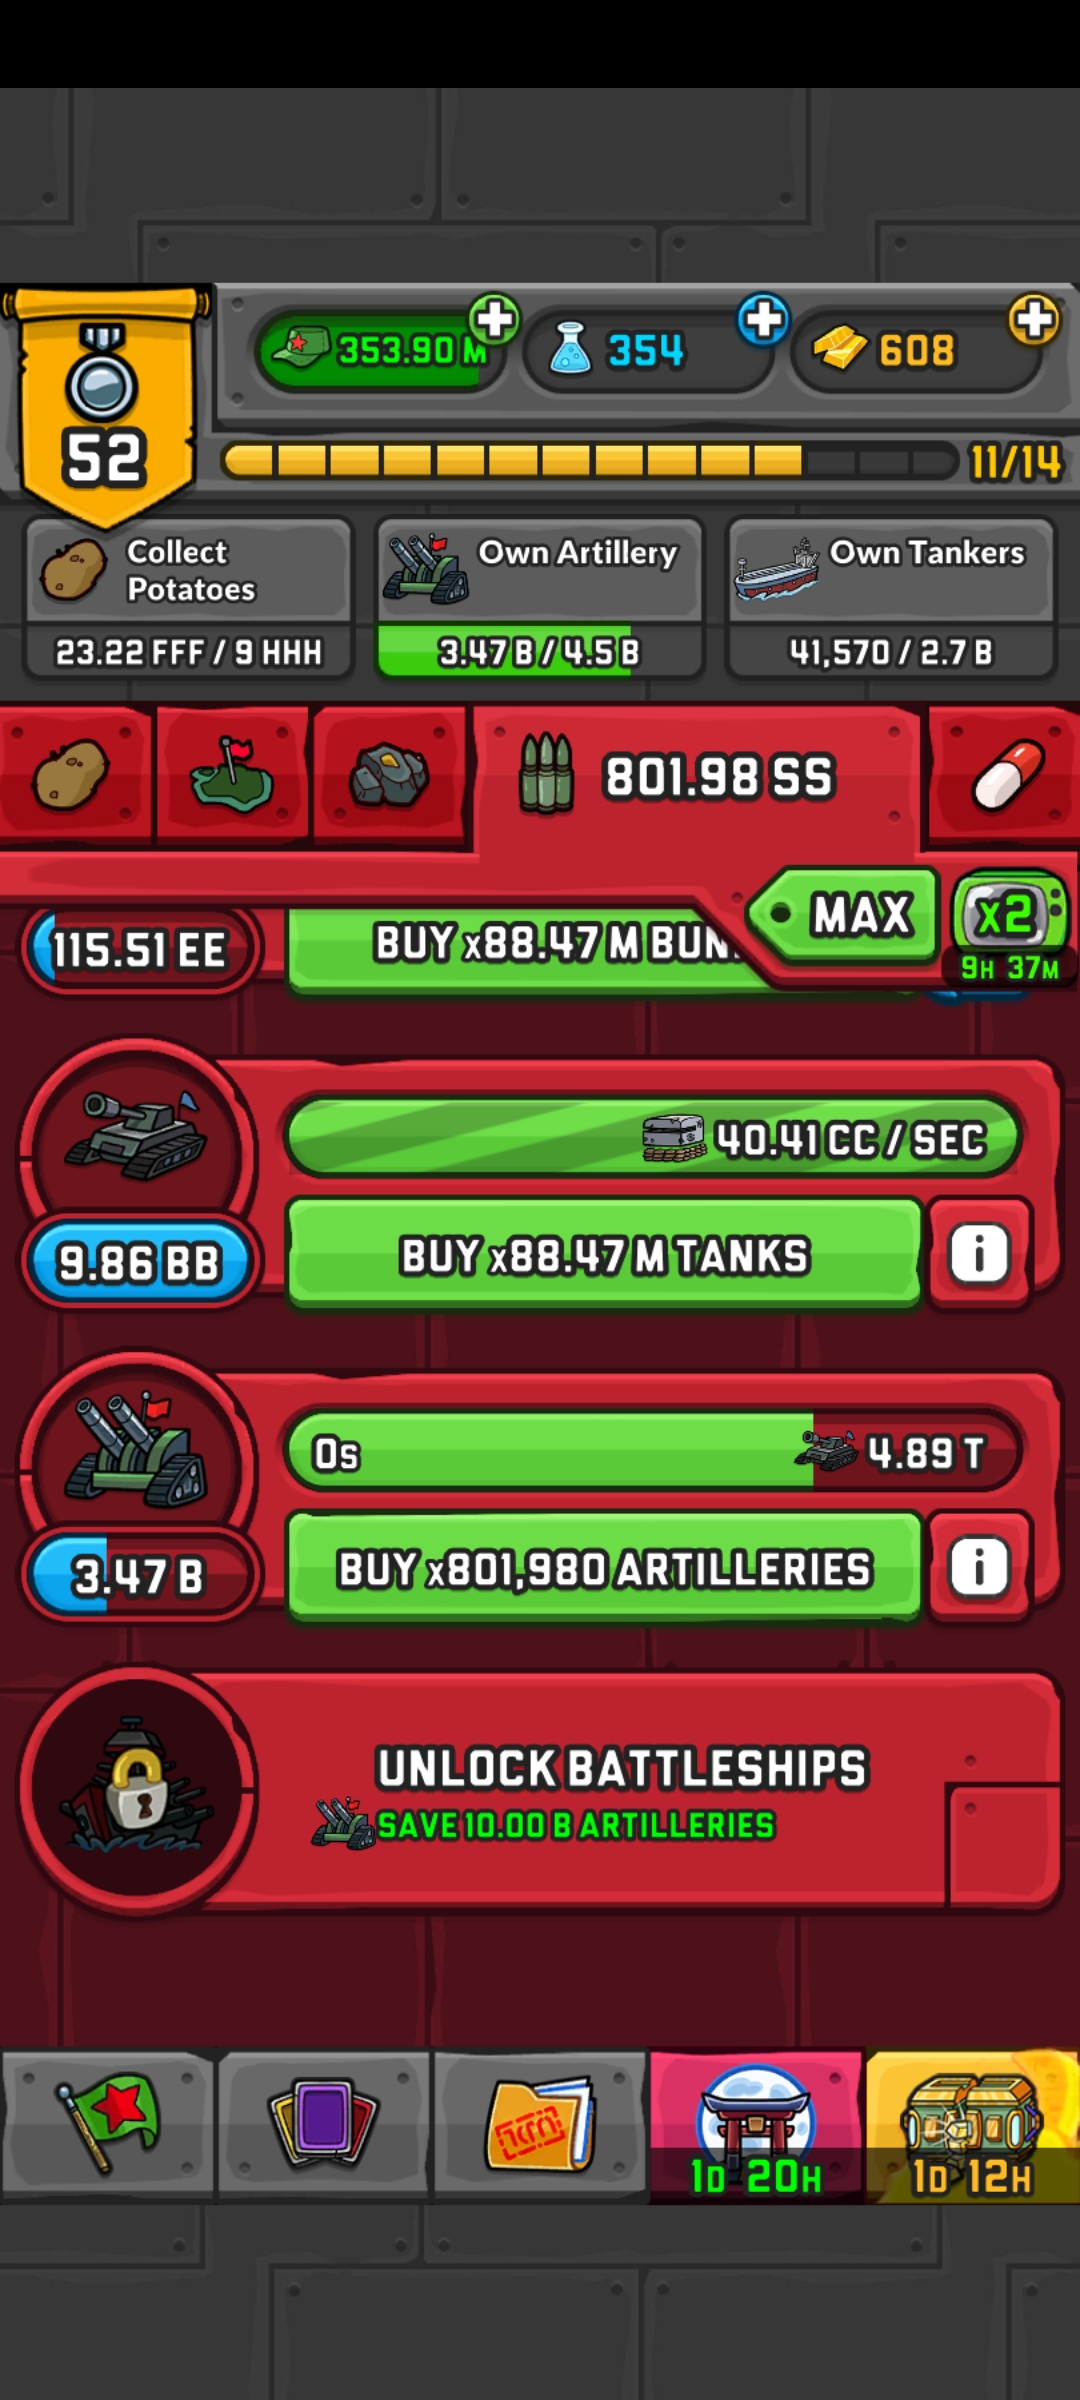 353.90 M
354
608
52
11/14
Collect
Potatoes
Own Artillery
Own Tankers
23.22 FFF / 9 HHH
3.47 B / 4.5 B
41,570 / 2.7 B
801.98 SS
MAX
x2
9H 37M
115.51 EE
BUY x88.47 M BUN
40.41 CC / SEC
9.86 BB
BUY x88.47 M TANKS
i
0s
4.89 T
3.47 B
BUY x801,980 ARTILLERIES
i
UNLOCK BATTLESHIPS
SAVE 10.00 B ARTILLERIES
1D 20H
1D 12H